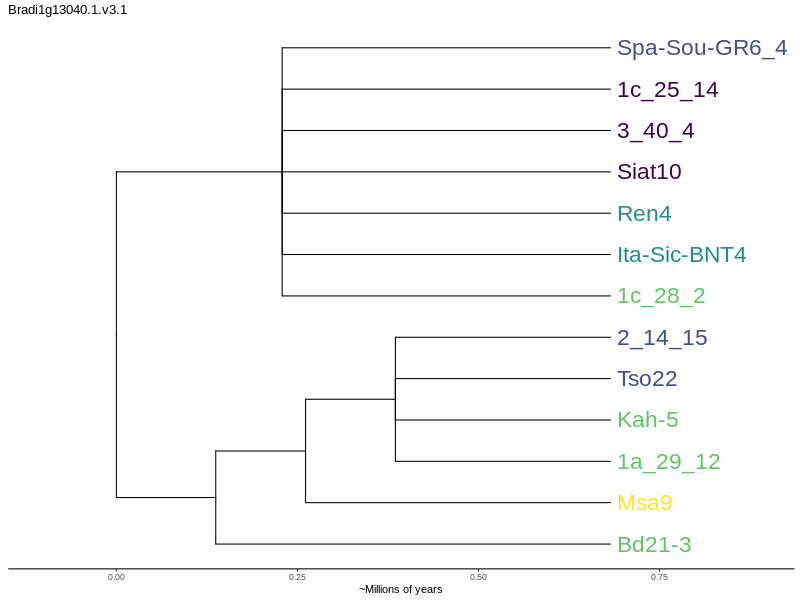 Bradi1g13040.1.v3.1
Spa-Sou-GR6_4
1c_25_14
3_40_4
Siat10
Ren4
Ita-Sic-BNT4
1c_28_2
2_14_15
Tso22
Kah-5
1a_29_12
Msa9
Bd21-3
0.00 0.25 0.50 0.75
~Millions of years